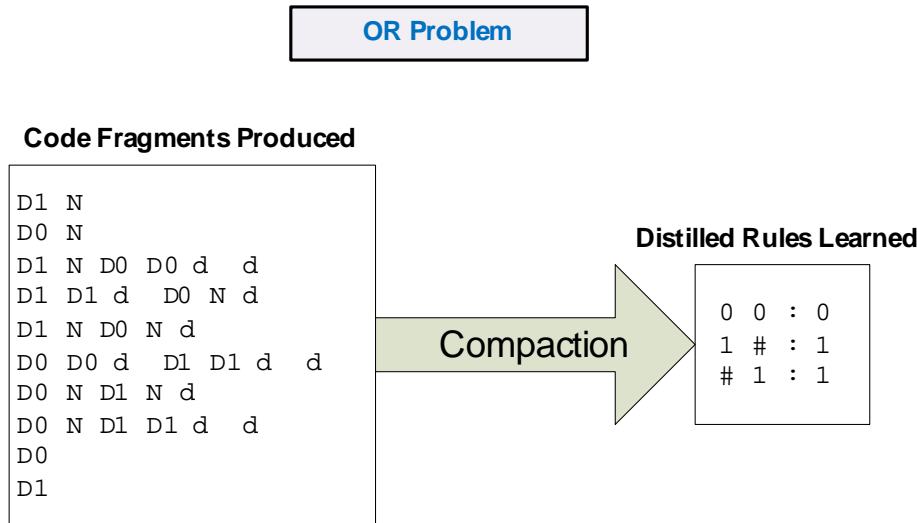 OR Problem
Code Fragments Produced
D1 N
D0 N
D1 N D0 D0 d d
D1 D1 d D0 N d
D1 N D0 N d
D0 D0 d D1 D1 d d
D0 N D1 N d
D0 N D1 D1 d d
D0
D1
Compaction
Distilled Rules Learned
0 0 : 0
1 # : 1
# 1 : 1